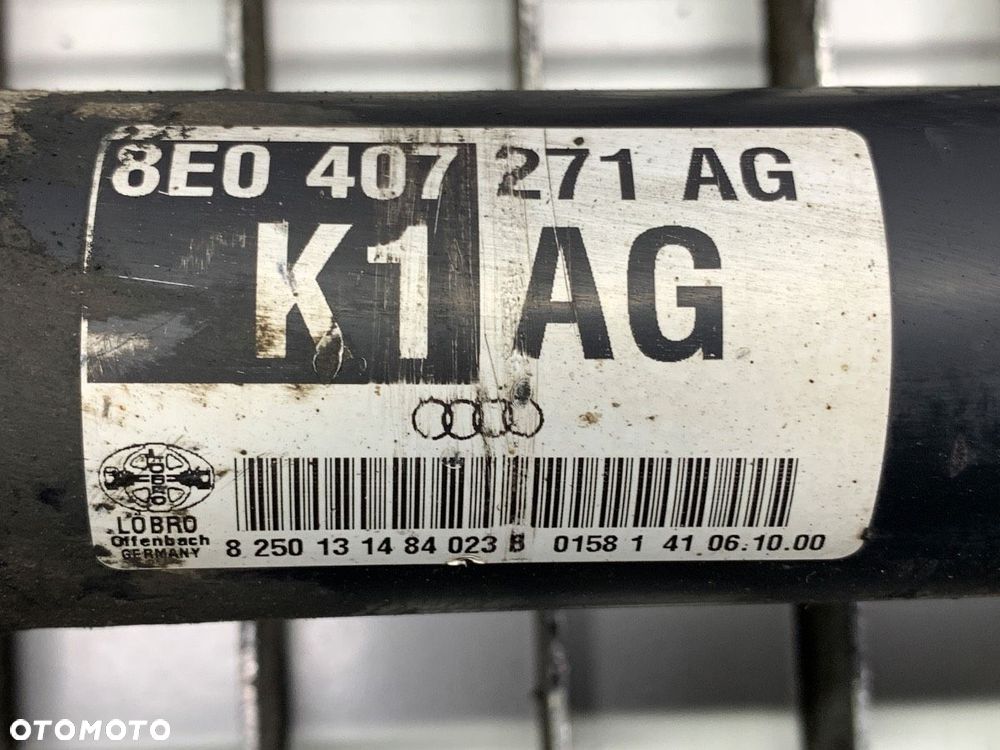 8E0 407 271 AG
K1 AG
LOBRO
LÖBRO
Offenbach
GERMANY
8 250 13 14 84 023 B 0158 1 41 06.10.00
OTOMOTO